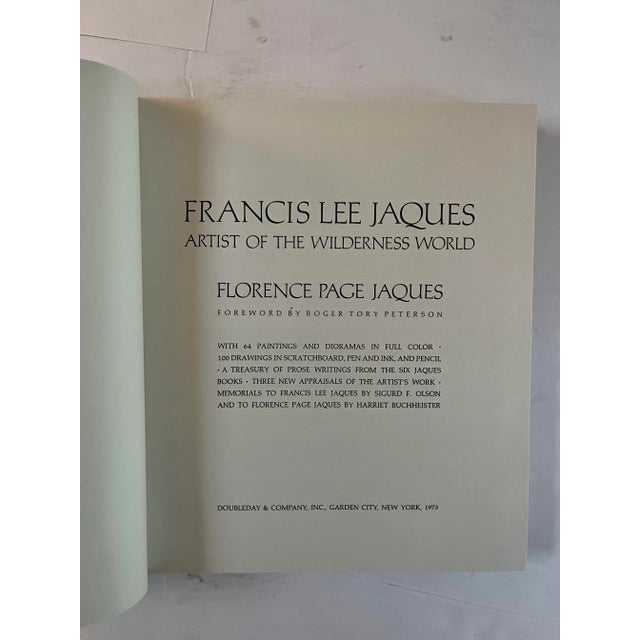 FRANCIS LEE JAQUES
ARTIST OF THE WILDERNESS WORLD
FLORENCE PAGE JAQUES
FOREWORD BY ROGER TORY PETERSON
WITH 64 PAINTINGS AND DIORAMAS IN FULL COLOR •
100 DRAWINGS IN SCRATCHBOARD, PEN AND INK, AND PENCIL
• A TREASURY OF PROSE WRITINGS FROM THE SIX JAQUES
BOOKS • THREE NEW APPRAISALS OF THE ARTIST'S WORK •
MEMORIALS TO FRANCIS LEE JAQUES BY SIGURD F. OLSON
AND TO FLORENCE PAGE JAQUES BY HARRIET BUCHHEISTER
DOUBLEDAY & COMPANY, INC., GARDEN CITY, NEW YORK, 1973